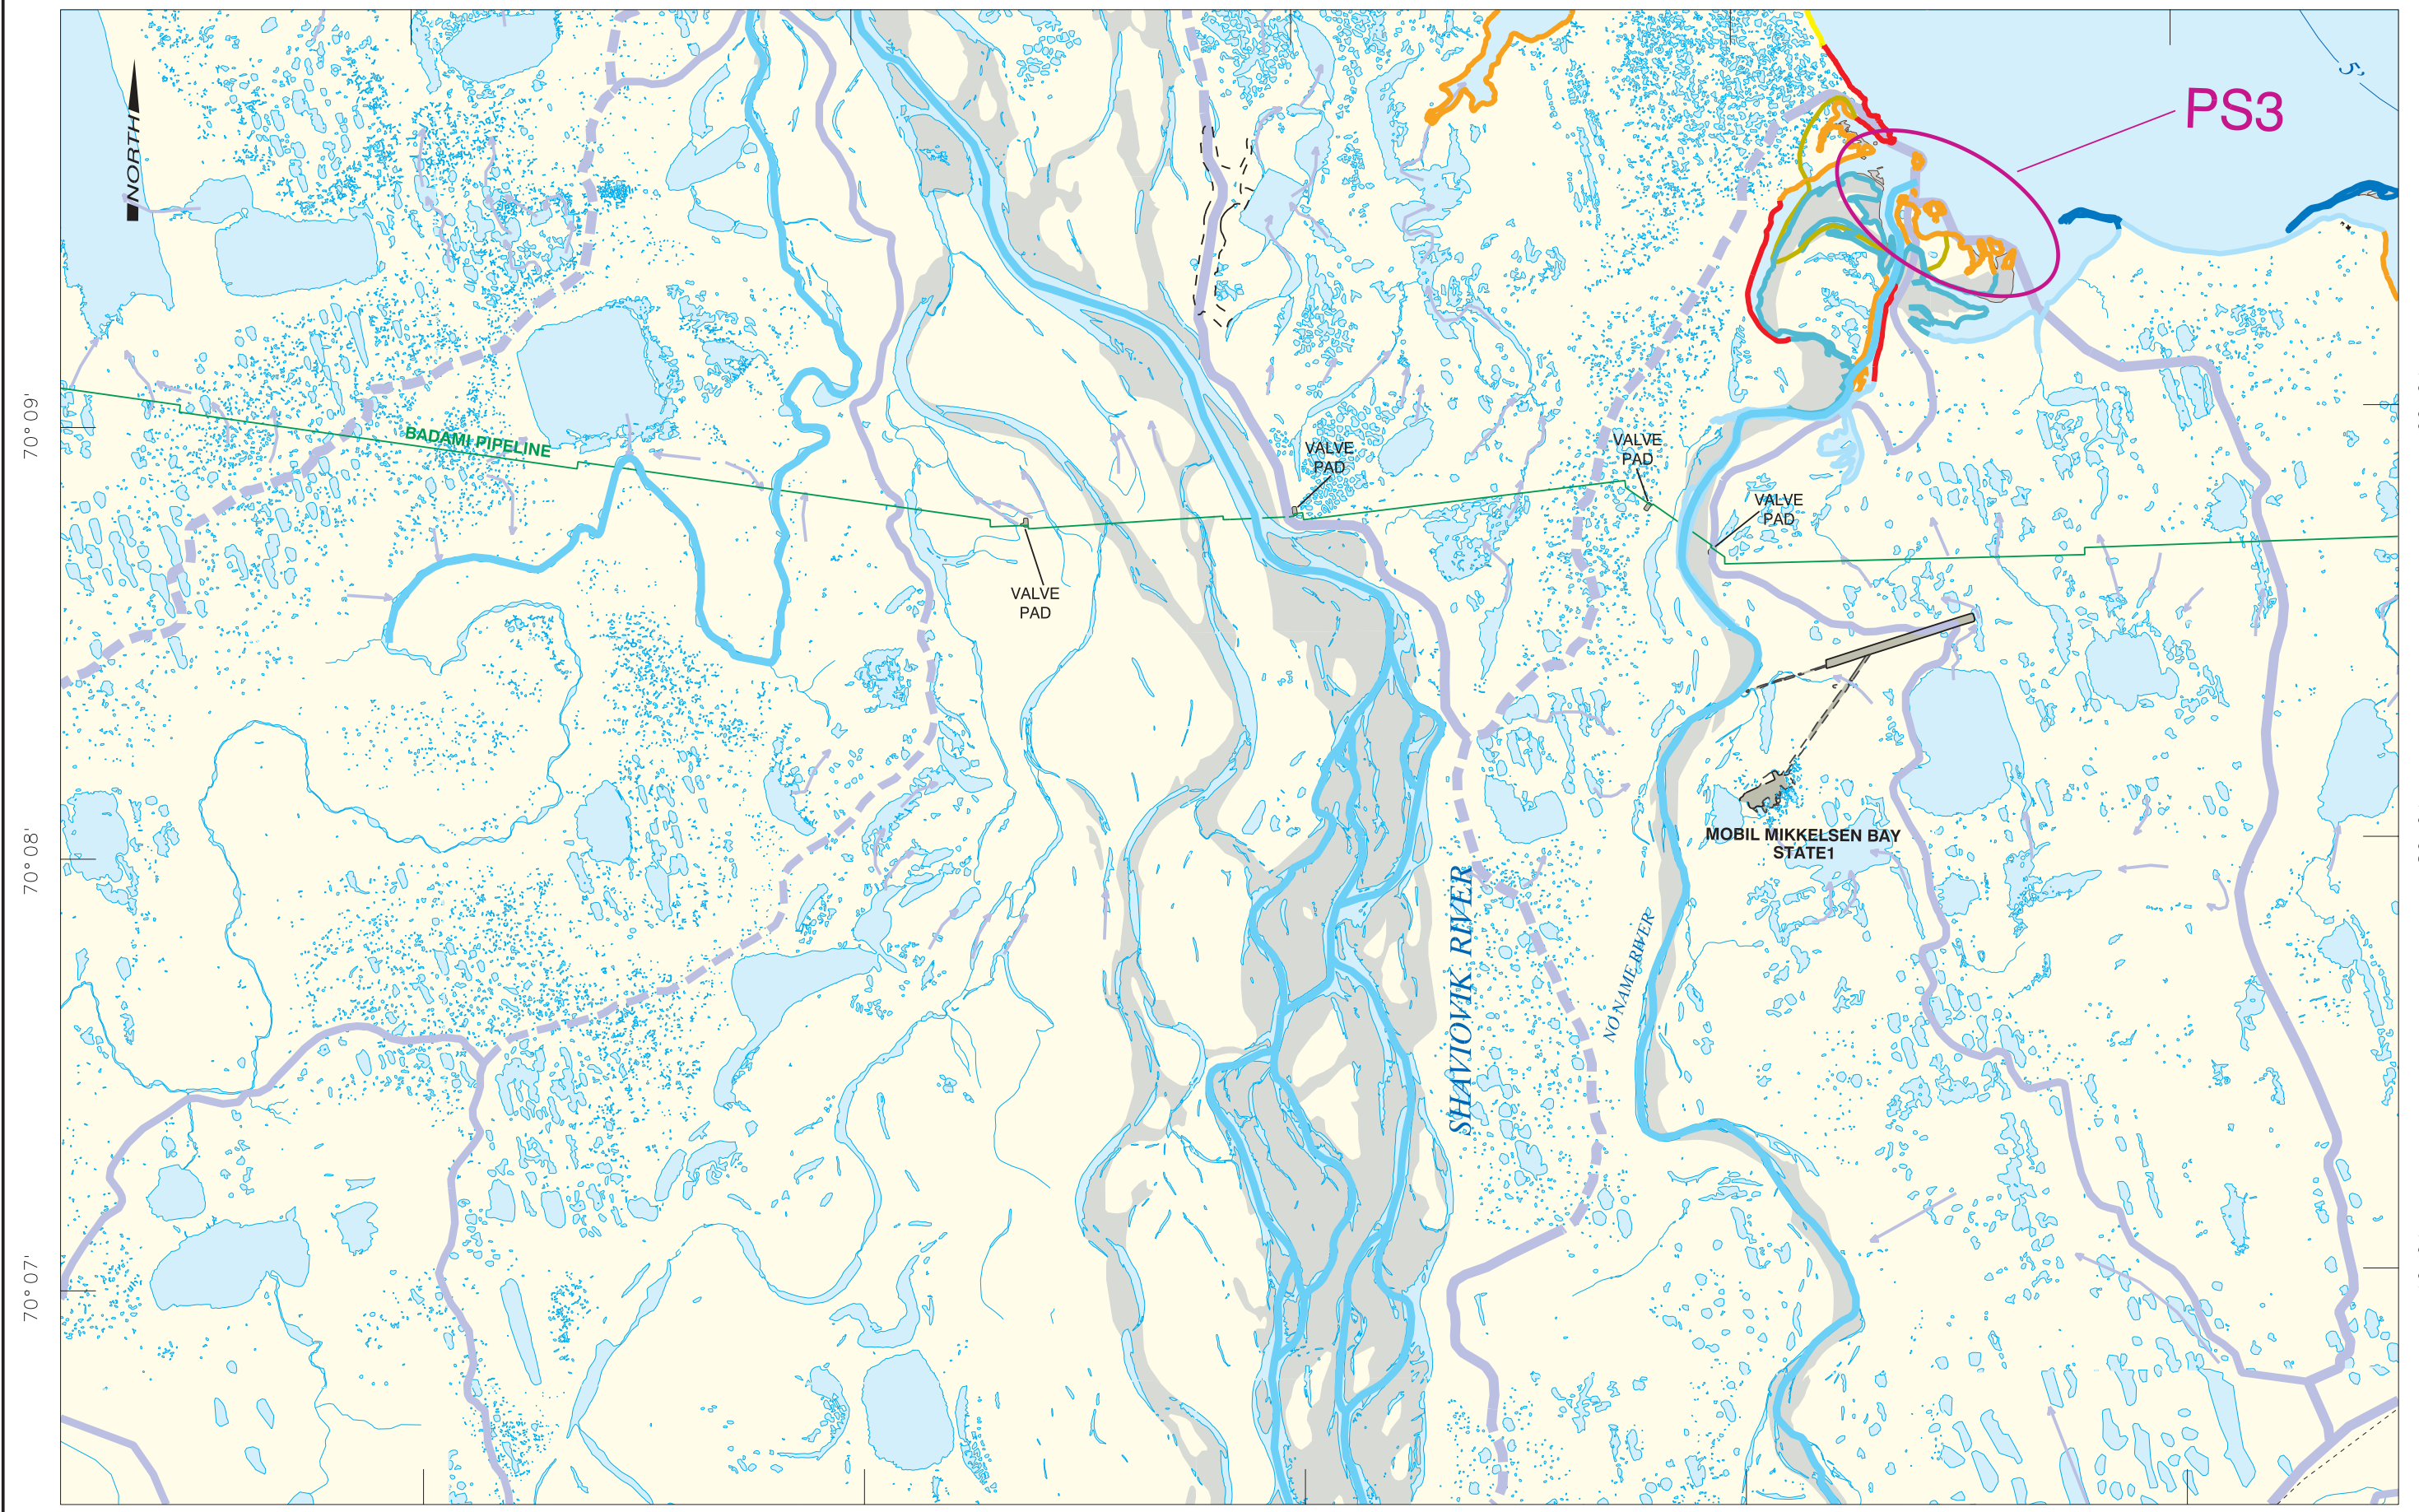 5'
PS3
NORTH
70° 09'
BADAMI PIPELINE
VALVE
PAD
VALVE
PAD
VALVE
PAD
VALVE
PAD
70° 08'
MOBIL MIKKELSEN BAY
STATE1
SHAVIOVIK RIVER
NO NAME RIVER
70° 07'